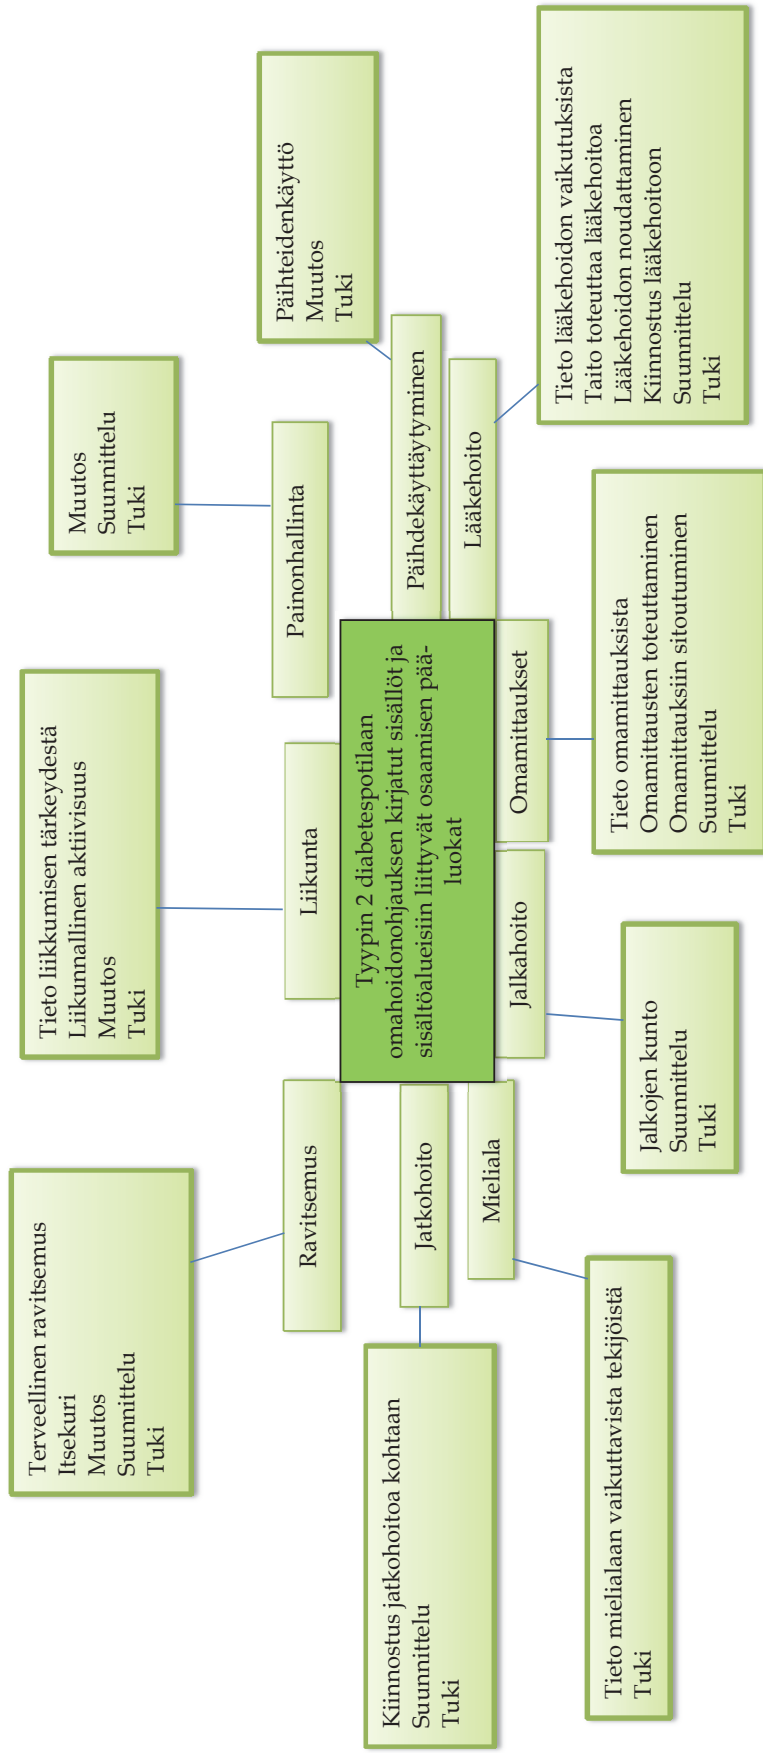 Terveellinen ravitsemus
Itsekuri
Muutos
Suunnittelu
Tuki
Tieto liikkumisen tärkeydestä
Liikunnallinen aktiivisuus
Muutos
Tuki
Muutos
Suunnittelu
Tuki
Päihteidenkäyttö
Muutos
Tuki
Ravitsemus
Liikunta
Painonhallinta
Kiinnostus jatkohoitoa kohtaan
Suunnittelu
Tuki
Jatkohoito
Tyypin 2 diabetespotilaan
omahoidonohjauksen kirjatut sisällöt ja
sisältöalueisiin liittyvät osaamisen pää-
luokat
Päihdekäyttäytyminen
Lääkehoito
Mieliala
Jalkahoito
Omamittaukset
Tieto lääkehoidon vaikutuksista
Taito toteuttaa lääkehoitoa
Lääkehoidon noudattaminen
Kiinnostus lääkehoitoon
Suunnittelu
Tuki
Tieto mielialaan vaikuttavista tekijöistä
Tuki
Jalkojen kunto
Suunnittelu
Tuki
Tieto omamittauksista
Omamittausten toteuttaminen
Omamittauksiin sitoutuminen
Suunnittelu
Tuki